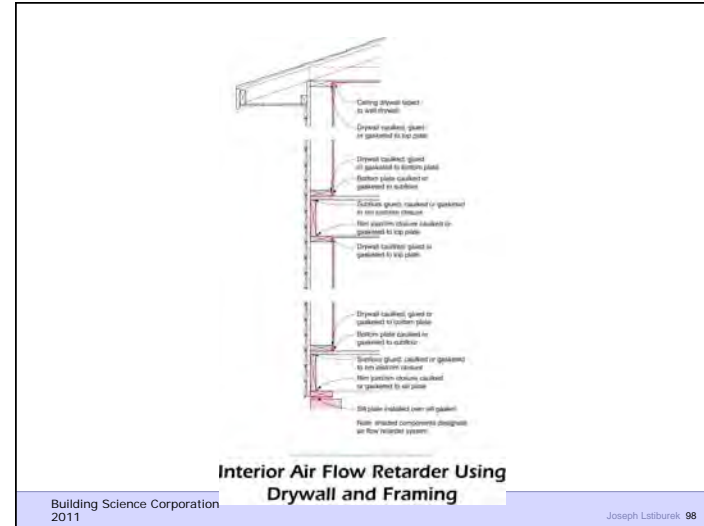 Ceiling drywall taped
to wall drywall
Drywall caulked, glued
or gasketed to top plate
Drywall caulked, glued
or gasketed to bottom plate
Bottom plate caulked or
gasketed to subfloor
Subfloor glued, caulked or gasketed
to rim joist/rim closure
Rim joist/rim closure caulked or
gasketed to top plate
Drywall caulked, glued or
gasketed to top plate
Drywall caulked, glued or
gasketed to bottom plate
Bottom plate caulked or
gasketed to subfloor
Subfloor glued, caulked or gasketed
to rim joist/rim closure
Rim joist/rim closure caulked
or gasketed to sill plate
Sill plate installed over sill gasket
Note: shaded components designate
air flow retarder system
Interior Air Flow Retarder Using
Drywall and Framing
Building Science Corporation
2011
Joseph Lstiburek 98